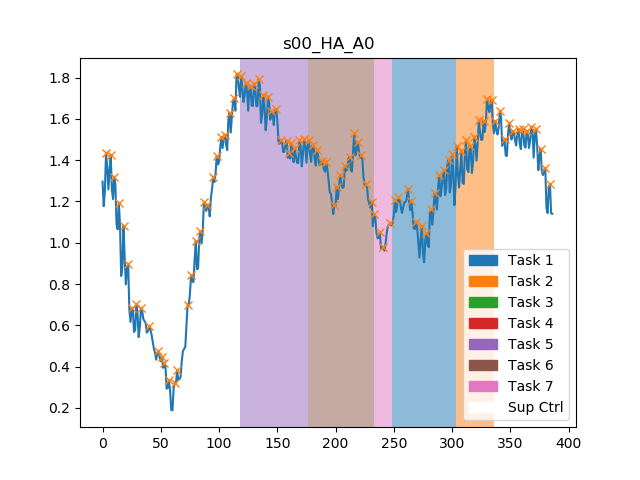 s00_HA_A0
1.8
1.6
1.4
1.2
1.0
0.8
0.6
0.4
0.2
Task 1
Task 2
Task 3
Task 4
Task 5
Task 6
Task 7
Sup Ctrl
0 50 100 150 200 250 300 350 400